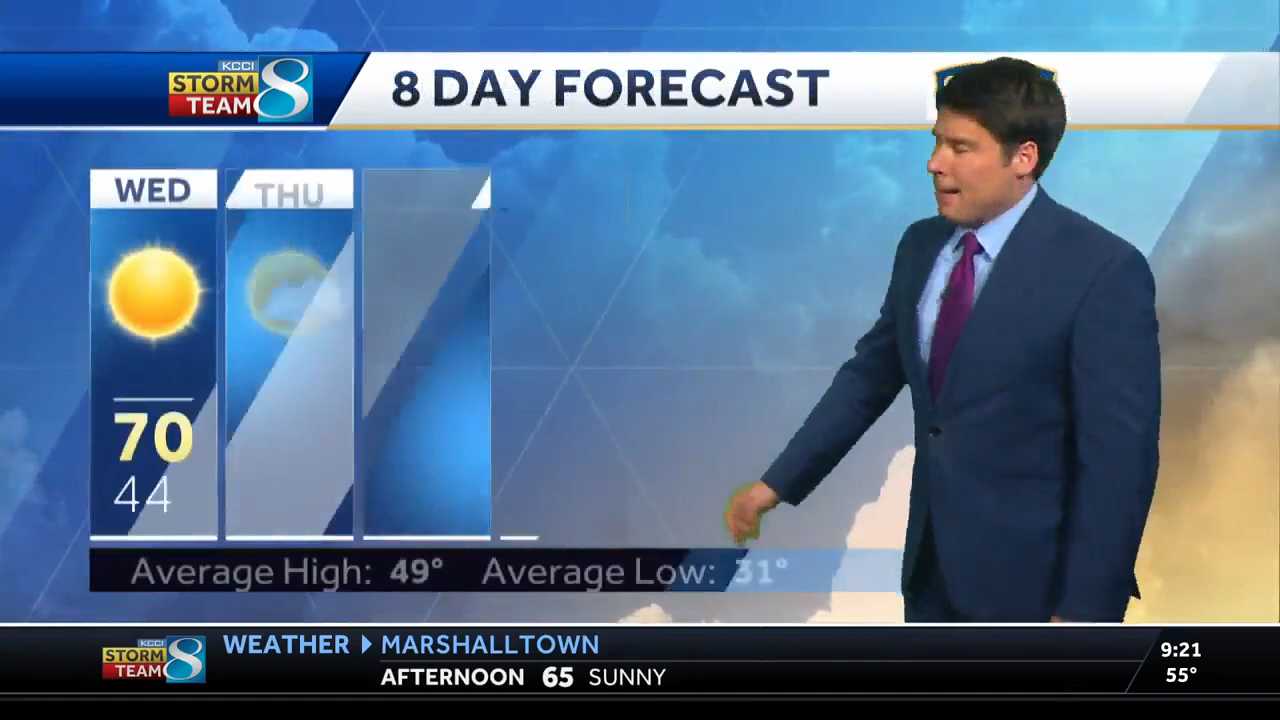 KCCI
STORM
TEAM 8
8 DAY FORECAST
WED
THU
70
44
Average High: 49° Average Low: 31°
KCCI
STORM
TEAM 8
WEATHER MARSHALLTOWN
AFTERNOON 65 SUNNY
9:21
55°